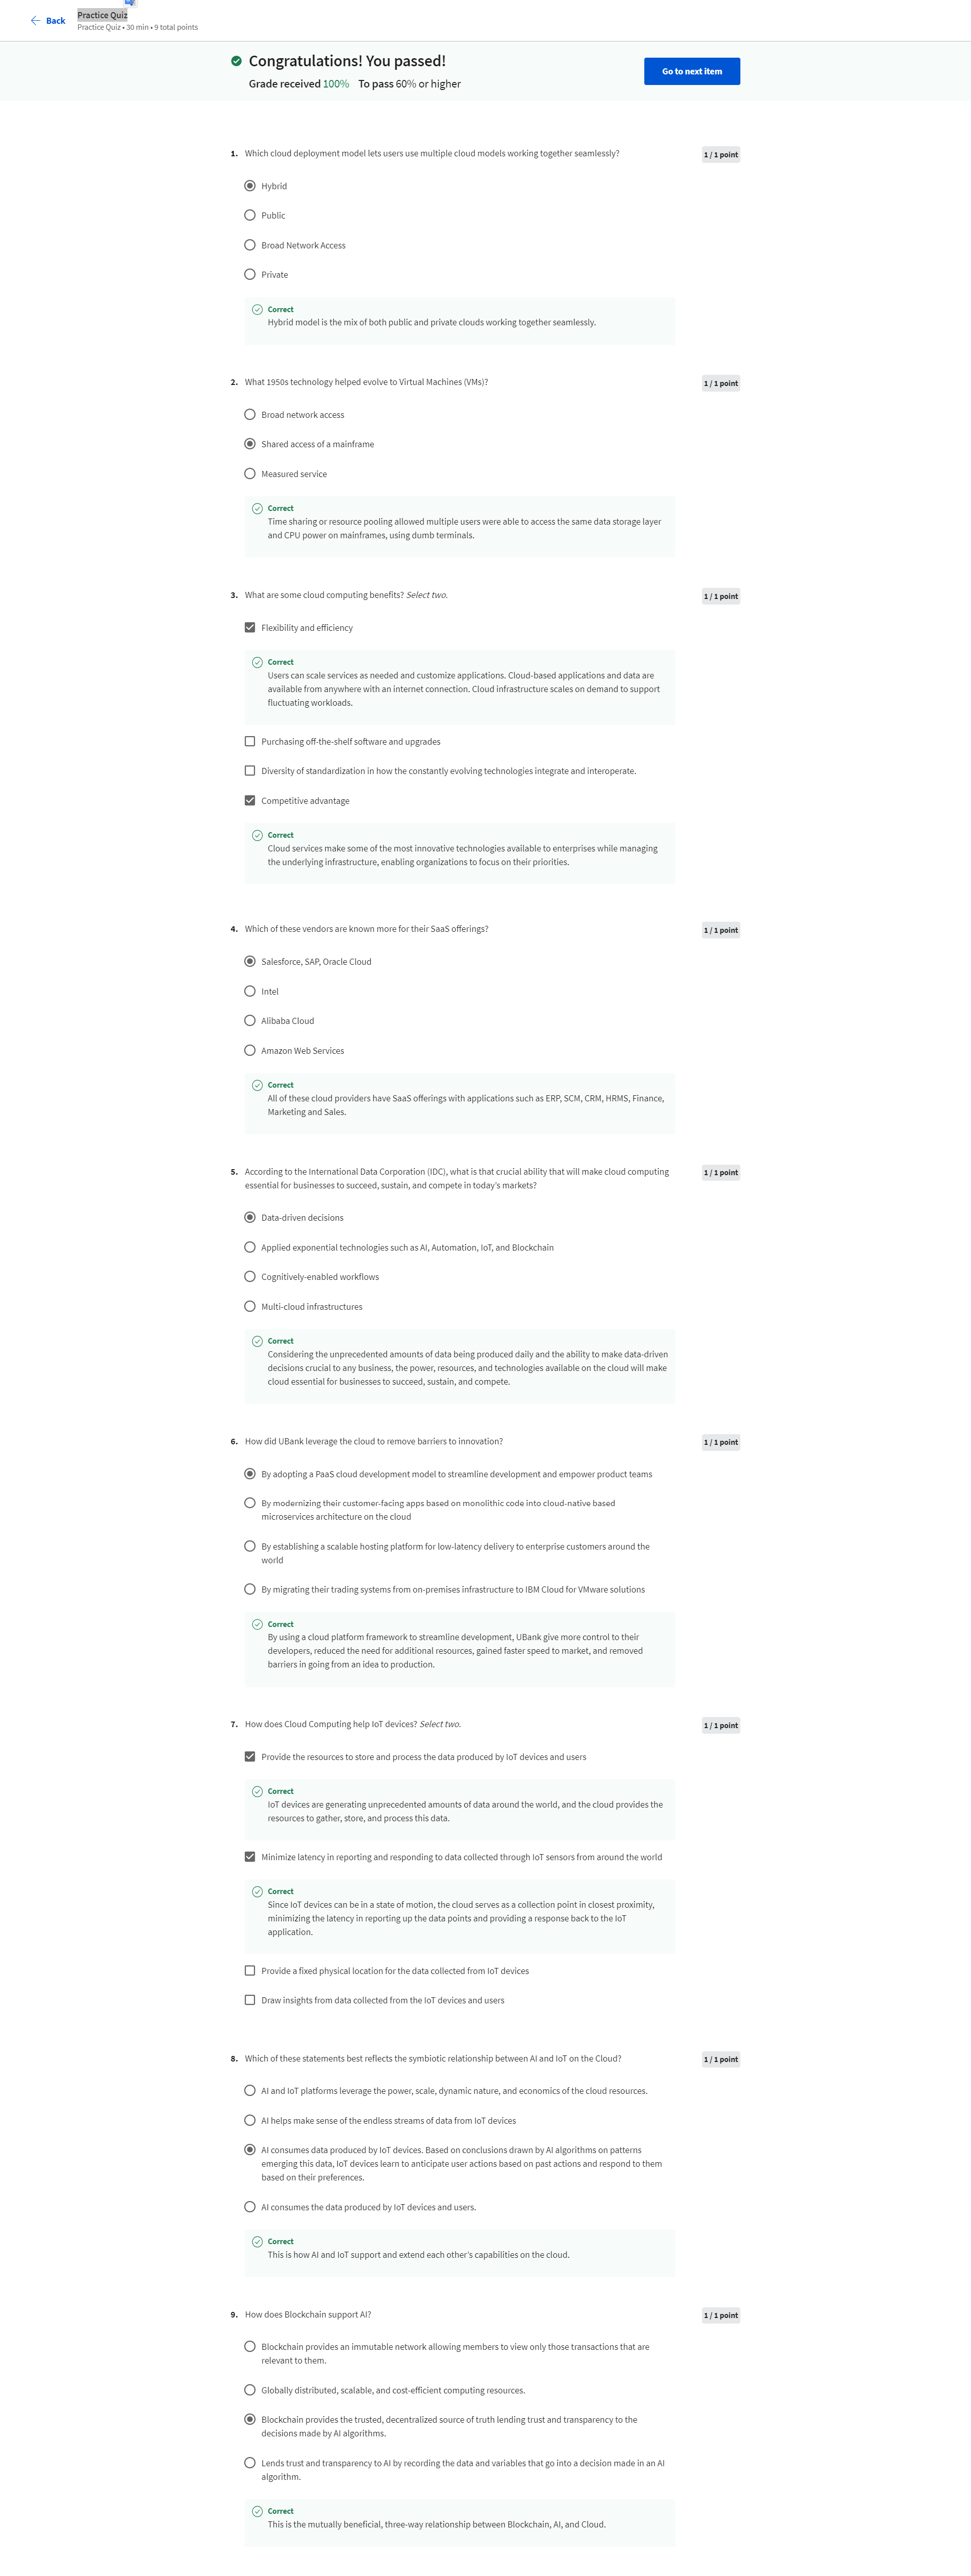 Back
Practice Quiz
Practice Quiz • 30 min • 9 total points
Congratulations! You passed!
Grade received 100% To pass 60% or higher
Go to next item
1. Which cloud deployment model lets users use multiple cloud models working together seamlessly?
1 / 1 point
Hybrid
Public
Broad Network Access
Private
Correct
Hybrid model is the mix of both public and private clouds working together seamlessly.
2. What 1950s technology helped evolve to Virtual Machines (VMs)?
1 / 1 point
Broad network access
Shared access of a mainframe
Measured service
Correct
Time sharing or resource pooling allowed multiple users were able to access the same data storage layer
and CPU power on mainframes, using dumb terminals.
3. What are some cloud computing benefits? Select two.
1 / 1 point
Flexibility and efficiency
Correct
Users can scale services as needed and customize applications. Cloud-based applications and data are
available from anywhere with an internet connection. Cloud infrastructure scales on demand to support
fluctuating workloads.
Purchasing off-the-shelf software and upgrades
Diversity of standardization in how the constantly evolving technologies integrate and interoperate.
Competitive advantage
Correct
Cloud services make some of the most innovative technologies available to enterprises while managing
the underlying infrastructure, enabling organizations to focus on their priorities.
4. Which of these vendors are known more for their SaaS offerings?
1 / 1 point
Salesforce, SAP, Oracle Cloud
Intel
Alibaba Cloud
Amazon Web Services
Correct
All of these cloud providers have SaaS offerings with applications such as ERP, SCM, CRM, HRMS, Finance,
Marketing and Sales.
5. According to the International Data Corporation (IDC), what is that crucial ability that will make cloud computing
essential for businesses to succeed, sustain, and compete in today's markets?
1 / 1 point
Data-driven decisions
Applied exponential technologies such as AI, Automation, IoT, and Blockchain
Cognitively-enabled workflows
Multi-cloud infrastructures
Correct
Considering the unprecedented amounts of data being produced daily and the ability to make data-driven
decisions crucial to any business, the power, resources, and technologies available on the cloud will make
cloud essential for businesses to succeed, sustain, and compete.
6. How did UBank leverage the cloud to remove barriers to innovation?
1 / 1 point
By adopting a PaaS cloud development model to streamline development and empower product teams
By modernizing their customer-facing apps based on monolithic code into cloud-native based
microservices architecture on the cloud
By establishing a scalable hosting platform for low-latency delivery to enterprise customers around the
world
By migrating their trading systems from on-premises infrastructure to IBM Cloud for VMware solutions
Correct
By using a cloud platform framework to streamline development, UBank give more control to their
developers, reduced the need for additional resources, gained faster speed to market, and removed
barriers in going from an idea to production.
7. How does Cloud Computing help IoT devices? Select two.
1 / 1 point
Provide the resources to store and process the data produced by IoT devices and users
Correct
IoT devices are generating unprecedented amounts of data around the world, and the cloud provides the
resources to gather, store, and process this data.
Minimize latency in reporting and responding to data collected through IoT sensors from around the world
Correct
Since IoT devices can be in a state of motion, the cloud serves as a collection point in closest proximity,
minimizing the latency in reporting up the data points and providing a response back to the IoT
application.
Provide a fixed physical location for the data collected from IoT devices
Draw insights from data collected from the IoT devices and users
8. Which of these statements best reflects the symbiotic relationship between AI and IoT on the Cloud?
1 / 1 point
AI and IoT platforms leverage the power, scale, dynamic nature, and economics of the cloud resources.
AI helps make sense of the endless streams of data from IoT devices
AI consumes data produced by IoT devices. Based on conclusions drawn by AI algorithms on patterns
emerging this data, IoT devices learn to anticipate user actions based on past actions and respond to them
based on their preferences.
AI consumes the data produced by IoT devices and users.
Correct
This is how AI and IoT support and extend each other's capabilities on the cloud.
9. How does Blockchain support AI?
1 / 1 point
Blockchain provides an immutable network allowing members to view only those transactions that are
relevant to them.
Globally distributed, scalable, and cost-efficient computing resources.
Blockchain provides the trusted, decentralized source of truth lending trust and transparency to the
decisions made by AI algorithms.
Lends trust and transparency to AI by recording the data and variables that go into a decision made in an AI
algorithm.
Correct
This is the mutually beneficial, three-way relationship between Blockchain, AI, and Cloud.